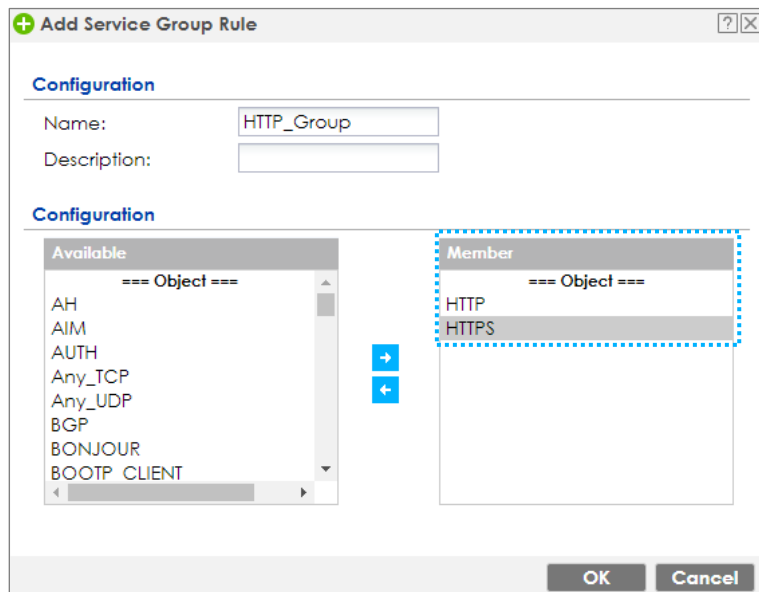 Add Service Group Rule
Configuration
Name: HTTP_Group
Description:
Configuration
Available
=== Object ===
AH
AIM
AUTH
Any_TCP
Any_UDP
BGP
BONJOUR
BOOTP_CLIENT
Member
=== Object ===
HTTP
HTTPS
OK Cancel